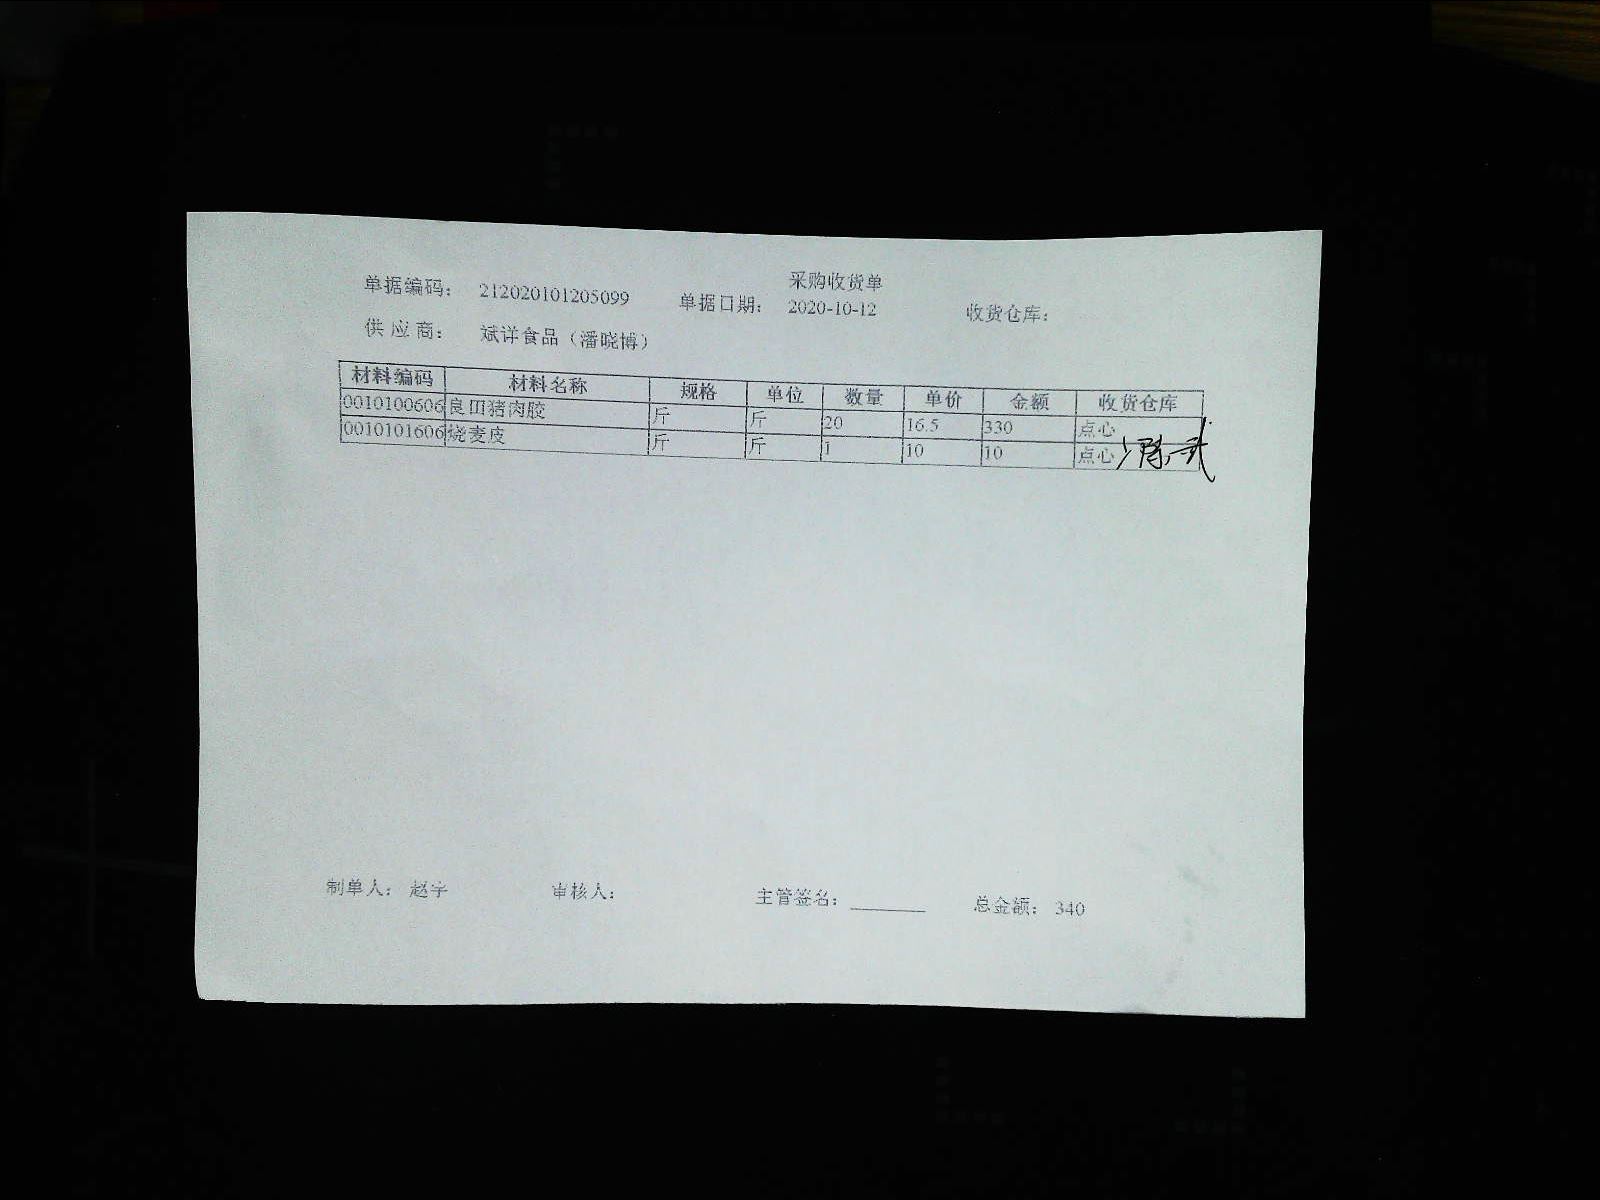 采购收货单
单据编码： 212020101205099 单据日期： 2020-10-12 收货仓库：
供 应 商： 斌详食品（潘晓博）
材料编码 材料名称 规格 单位 数量 单价 金额 收货仓库
0010100606 良田猪肉胶 斤 斤 20 16.5 330 点心
0010101606 烧麦皮 斤 斤 1 10 10 点心
制单人： 赵宇 审核人： 主管签名： 总金额： 340